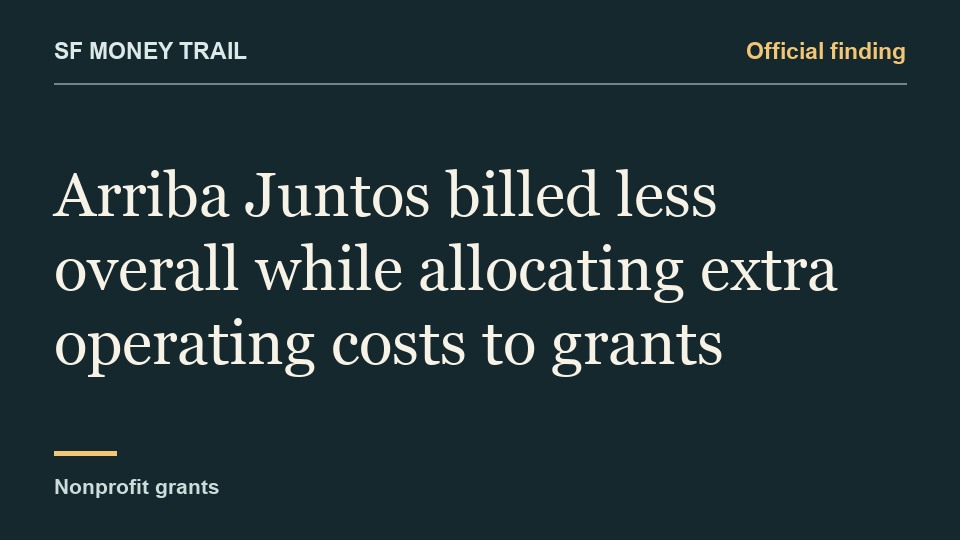 SF MONEY TRAIL
Official finding
Arriba Juntos billed less
overall while allocating extra
operating costs to grants
Nonprofit grants